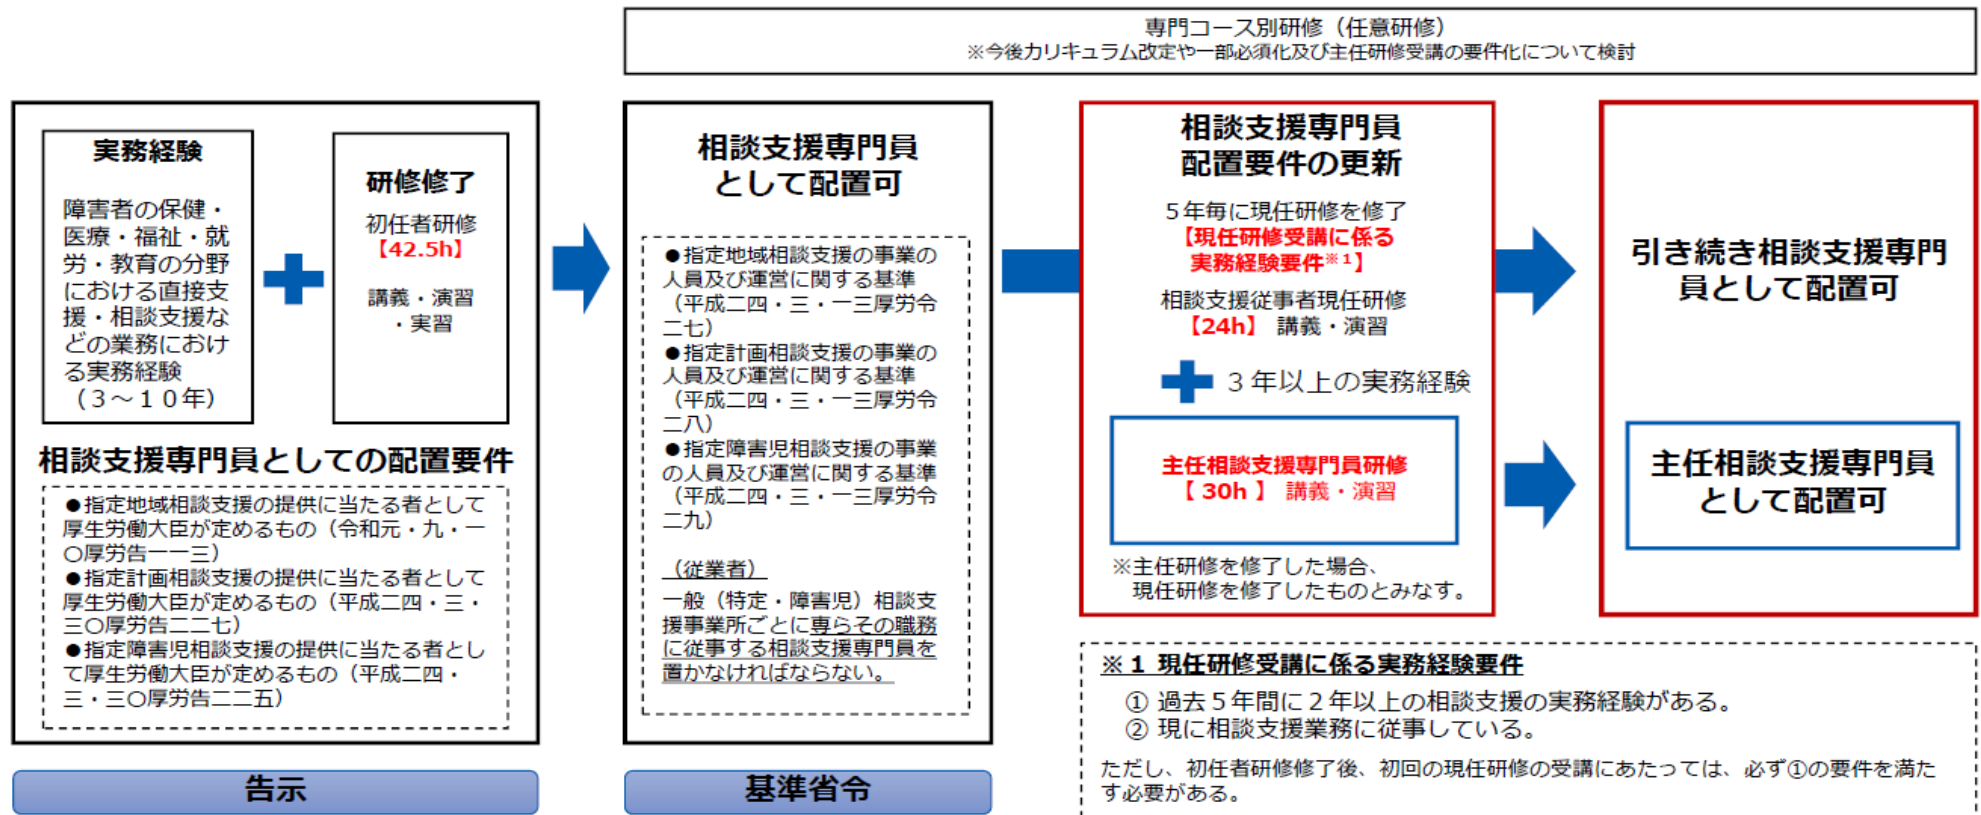 専門コース別研修（任意研修）
※今後カリキュラム改定や一部必須化及び主任研修受講の要件化について検討
実務経験
障害者の保健・
医療・福祉・就
労・教育の分野
における直接支
援・相談支援な
どの業務におけ
る実務経験
（３～１０年）
研修修了
初任者研修
【42.5h】
講義・演習
・実習
相談支援専門員としての配置要件
●指定地域相談支援の提供に当たる者として
厚生労働大臣が定めるもの（令和元・九・一
〇厚労告一一三）
●指定計画相談支援の提供に当たる者として
厚生労働大臣が定めるもの（平成二四・三・
三〇厚労告二二七）
●指定障害児相談支援の提供に当たる者とし
て厚生労働大臣が定めるもの（平成二四・
三・三〇厚労告二二五）
告示
相談支援専門員
として配置可
●指定地域相談支援の事業の
人員及び運営に関する基準
（平成二四・三・一三厚労令
二七）
●指定計画相談支援の事業の
人員及び運営に関する基準
（平成二四・三・一三厚労令
二八）
●指定障害児相談支援の事業
の人員及び運営に関する基準
（平成二四・三・一三厚労令
二九）
（従業者）
一般（特定・障害児）相談支
援事業所ごとに専らその職務
に従事する相談支援専門員を
置かなければならない。
基準省令
相談支援専門員
配置要件の更新
５年毎に現任研修を修了
【現任研修受講に係る
実務経験要件※１】
相談支援従事者現任研修
【24h】 講義・演習
３年以上の実務経験
主任相談支援専門員研修
【 30h 】 講義・演習
※主任研修を修了した場合、
現任研修を修了したものとみなす。
引き続き相談支援専門
員として配置可
主任相談支援専門員
として配置可
※１ 現任研修受講に係る実務経験要件
① 過去５年間に２年以上の相談支援の実務経験がある。
② 現に相談支援業務に従事している。
ただし、初任者研修修了後、初回の現任研修の受講にあたっては、必ず①の要件を満た
す必要がある。